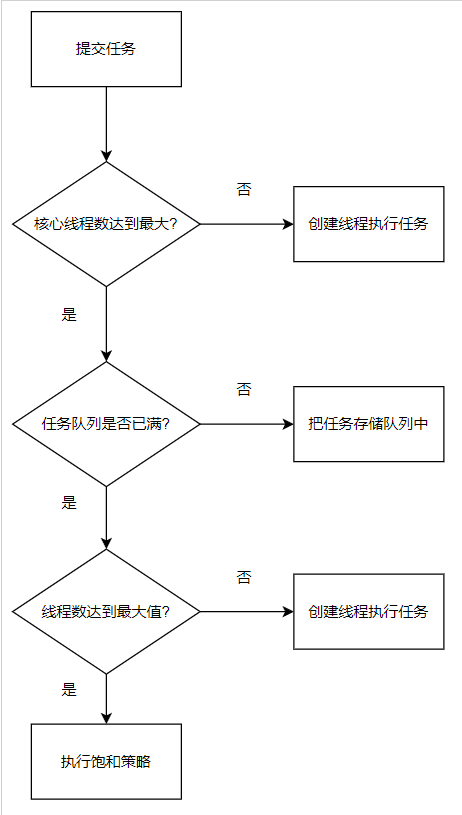 提交任务
否
核心线程数达到最大?
创建线程执行任务
是
否
任务队列是否已满?
把任务存储队列中
是
否
线程数达到最大值?
创建线程执行任务
是
执行饱和策略